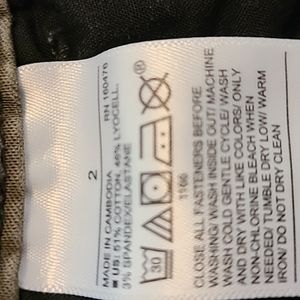 2
RN 160476
MADE IN CAMBODIA
US: 51% COTTON, 46% LYOCELL,
3% SPANDEX/ELASTANE
30
®
CLOSE ALL FASTENERS BEFORE
WASHING/ WASH INSIDE OUT/ MACHINE
WASH COLD GENTLE CYCLE/ WASH
AND DRY WITH LIKE COLORS/ ONLY
NON-CHLORINE BLEACH WHEN
NEEDED/ TUMBLE DRY LOW/ WARM
IRON/ DO NOT DRY CLEAN